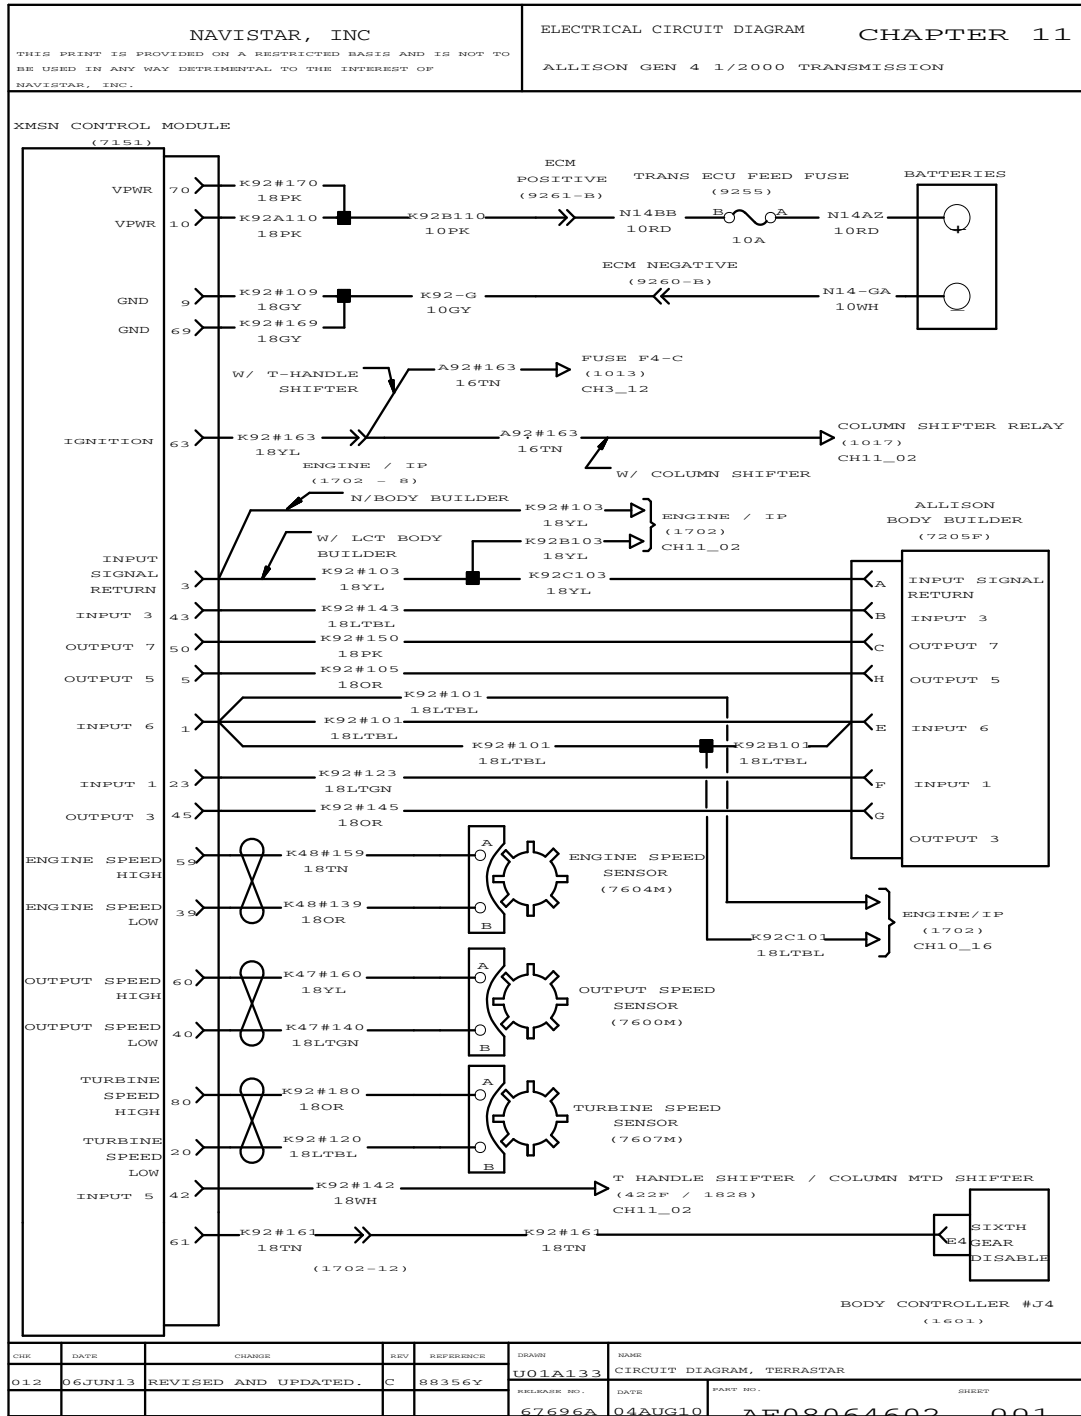 NAVISTAR, INC
THIS PRINT IS PROVIDED ON A RESTRICTED BASIS AND IS NOT TO
BE USED IN ANY WAY DETRIMENTAL TO THE INTEREST OF
NAVISTAR, INC.
ELECTRICAL CIRCUIT DIAGRAM CHAPTER 11
ALLISON GEN 4 1/2000 TRANSMISSION
XMSN CONTROL MODULE
(7151)
VPWR 70 K92#170
18PK
VPWR 10 K92A110
18PK
K92B110
10PK
ECM
POSITIVE
(9261-B)
N14BB
10RD
TRANS ECU FEED FUSE
(9255)
B A
10A
N14AZ
10RD
BATTERIES
+
GND 9 K92#109
18GY
GND 69 K92#169
18GY
K92-G
10GY
ECM NEGATIVE
(9260-B)
N14-GA
10WH
W/ T-HANDLE
SHIFTER
A92#163
16TN
FUSE F4-C
(1013)
CH3_12
IGNITION 63 K92#163
18YL
ENGINE / IP
(1702 - 8)
A92#163
16TN
W/ COLUMN SHIFTER
COLUMN SHIFTER RELAY
(1017)
CH11_02
N/BODY BUILDER
K92#103
18YL
K92B103
18YL
ENGINE / IP
(1702)
CH11_02
W/ LCT BODY
BUILDER
ALLISON
BODY BUILDER
(7205F)
INPUT
SIGNAL
RETURN 3
K92#103
18YL
K92C103
18YL
A INPUT SIGNAL
RETURN
INPUT 3 43 K92#143
18LTBL
B INPUT 3
OUTPUT 7 50 K92#150
18PK
C OUTPUT 7
OUTPUT 5 5 K92#105
18OR
H OUTPUT 5
K92#101
18LTBL
INPUT 6 1 K92#101
18LTBL
E INPUT 6
K92#101
18LTBL
K92B101
18LTBL
INPUT 1 23 K92#123
18LTGN
F INPUT 1
OUTPUT 3 45 K92#145
18OR
G
OUTPUT 3
ENGINE SPEED
HIGH 59
K48#159
18TN
A
ENGINE SPEED
SENSOR
(7604M)
ENGINE SPEED
LOW 39
K48#139
18OR
B
K92C101
18LTBL
ENGINE/IP
(1702)
CH10_16
OUTPUT SPEED
HIGH 60
K47#160
18YL
A
OUTPUT SPEED
SENSOR
(7600M)
OUTPUT SPEED
LOW 40
K47#140
18LTGN
B
TURBINE
SPEED
HIGH 80
K92#180
18OR
A
TURBINE SPEED
SENSOR
(7607M)
TURBINE
SPEED
LOW 20
K92#120
18LTBL
B
INPUT 5 42 K92#142
18WH
T HANDLE SHIFTER / COLUMN MTD SHIFTER
(422F / 1828)
CH11_02
61 K92#161
18TN
(1702-12)
K92#161
18TN
E4
SIXTH
GEAR
DISABLE
BODY CONTROLLER #J4
(1601)
CHK DATE CHANGE REV REFERENCE
012 06JUN13 REVISED AND UPDATED. C 88356Y
DRAWN
U01A133
NAME
CIRCUIT DIAGRAM, TERRASTAR
RELEASE NO.
67696A
DATE
04AUG10
PART NO. SHEET
AF08064602 001